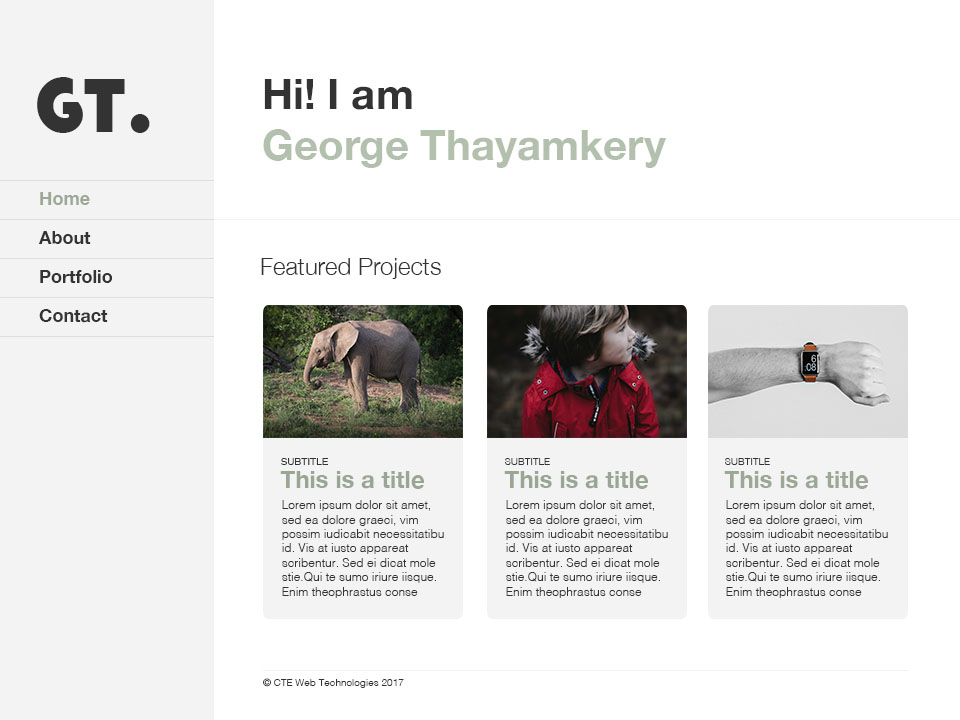 GT.
Home
About
Portfolio
Contact
Hi! I am
George Thayamkery
Featured Projects
SUBTITLE
This is a title
Lorem ipsum dolor sit amet,
sed ea dolore graeci, vim
possim iudicabit necessitatibu
id. Vis at iusto appareat
scribentur. Sed ei dicat mole
stie.Qui te sumo iriure iisque.
Enim theophrastus conse
SUBTITLE
This is a title
Lorem ipsum dolor sit amet,
sed ea dolore graeci, vim
possim iudicabit necessitatibu
id. Vis at iusto appareat
scribentur. Sed ei dicat mole
stie.Qui te sumo iriure iisque.
Enim theophrastus conse
6
:08
SUBTITLE
This is a title
Lorem ipsum dolor sit amet,
sed ea dolore graeci, vim
possim iudicabit necessitatibu
id. Vis at iusto appareat
scribentur. Sed ei dicat mole
stie.Qui te sumo iriure iisque.
Enim theophrastus conse
© CTE Web Technologies 2017